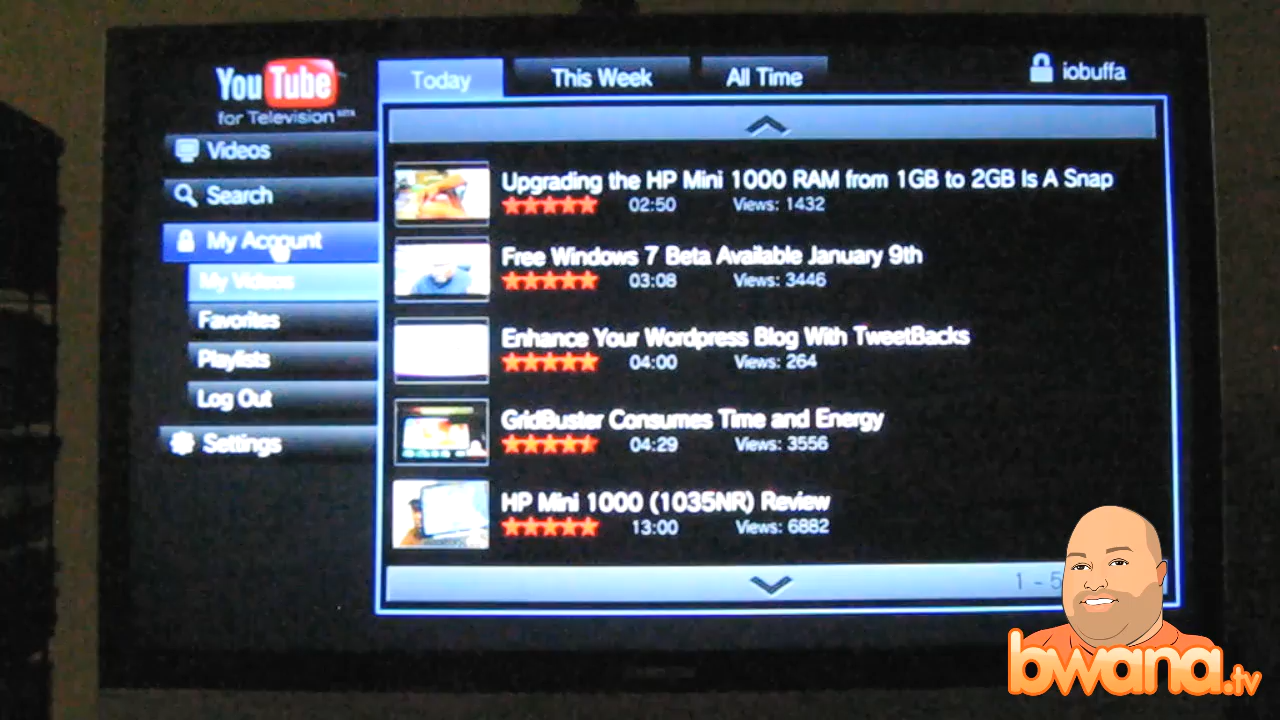 YouTube
for Television
Today
This Week
All Time
iobuffa
Videos
Search
My Account
My Videos
Favorites
Playlists
Log Out
Settings
Upgrading the HP Mini 1000 RAM from 1GB to 2GB Is A Snap
02:50 Views: 1432
Free Windows 7 Beta Available January 9th
03:08 Views: 3446
Enhance Your Wordpress Blog With TweetBacks
04:00 Views: 264
GridBuster Consumes Time and Energy
04:29 Views: 3556
HP Mini 1000 (1035NR) Review
13:00 Views: 6882
1 - 5
bwana.tv